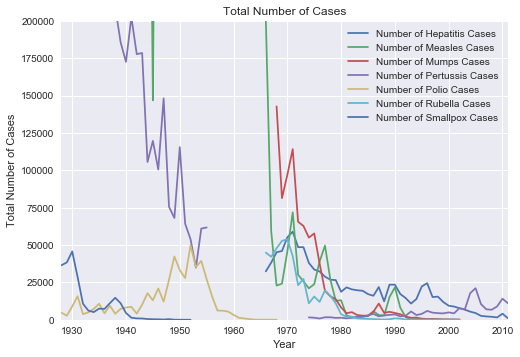 Total Number of Cases
200000
175000
150000
125000
100000
75000
50000
25000
0
Total Number of Cases
Number of Hepatitis Cases
Number of Measles Cases
Number of Mumps Cases
Number of Pertussis Cases
Number of Polio Cases
Number of Rubella Cases
Number of Smallpox Cases
1930 1940 1950 1960 1970 1980 1990 2000 2010
Year